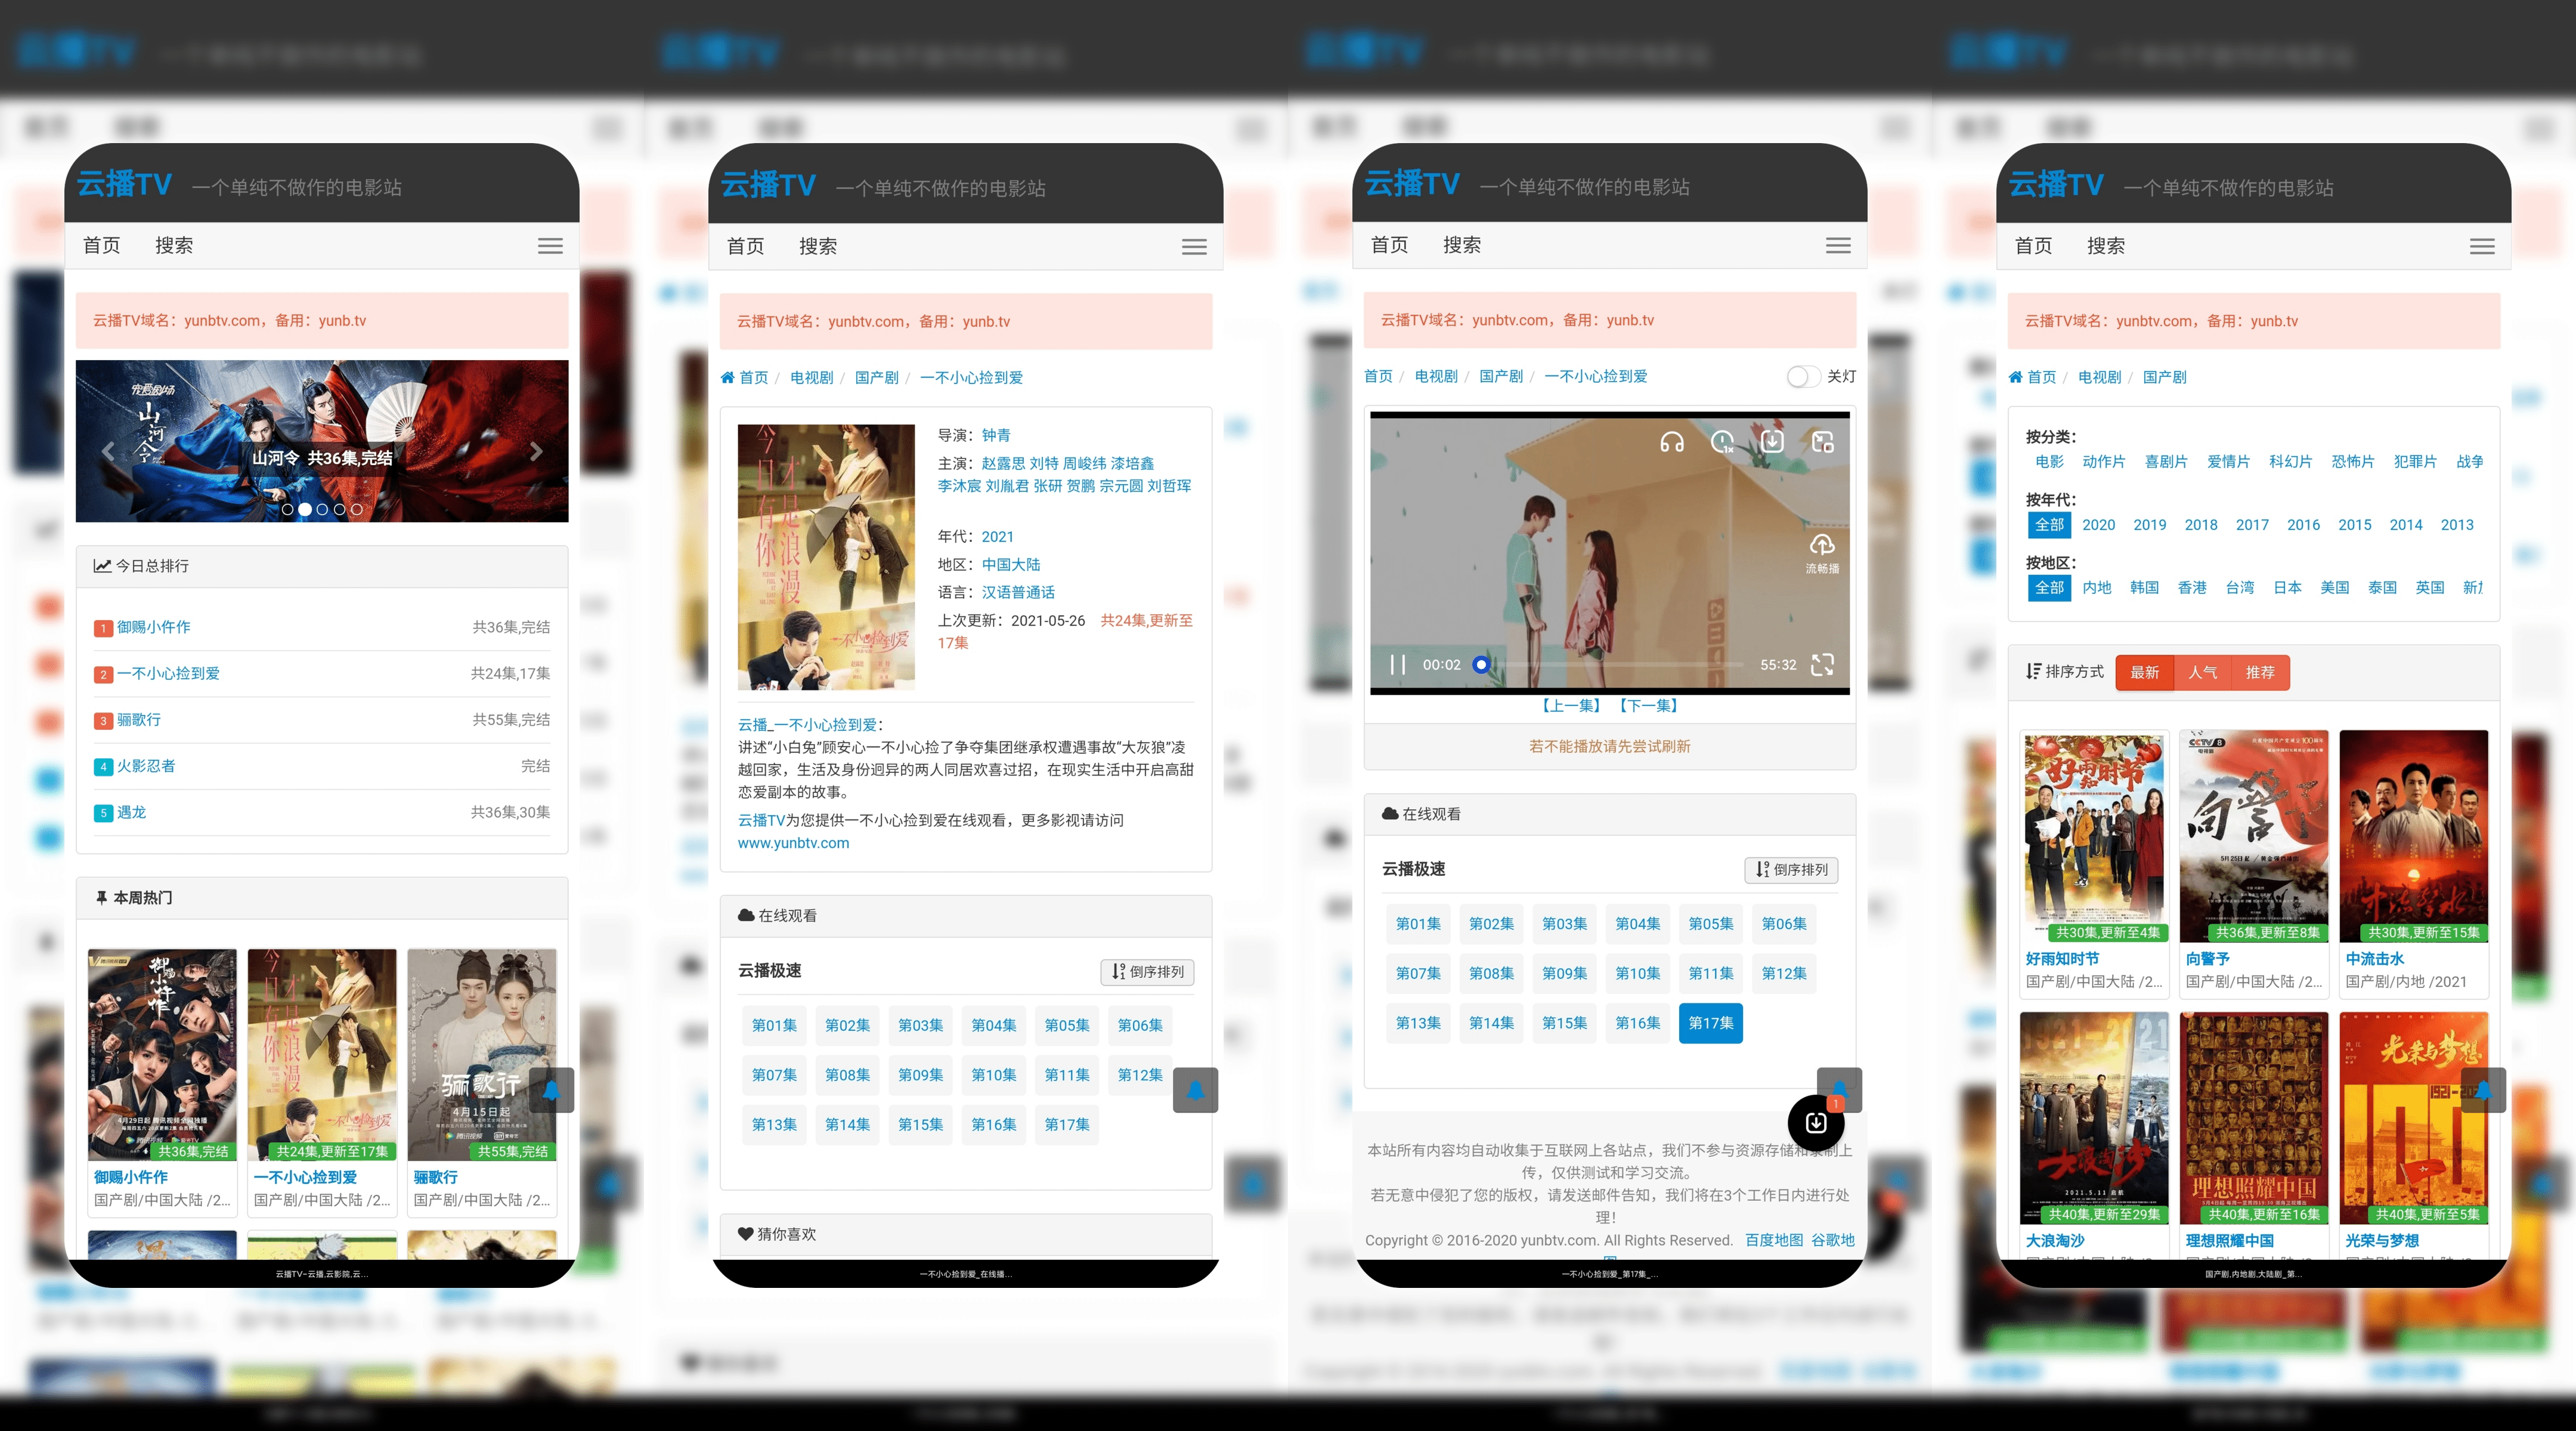 云播TV 一个单纯不做作的电影站
首页 搜索
云播TV域名：yunbtv.com，备用：yunb.tv
山河令
山河令 共36集,完结
今日总排行
1 御赐小仵作 共36集,完结
2 一不小心捡到爱 共24集,17集
3 骊歌行 共55集,完结
4 火影忍者 完结
5 遇龙 共36集,30集
本周热门
共36集,完结 共24集,更新至17集 共55集,完结
御赐小仵作 一不小心捡到爱 骊歌行
国产剧/中国大陆 /2... 国产剧/中国大陆 /2... 国产剧/中国大陆 /2...
云播TV-云播,云影院,云...
云播TV 一个单纯不做作的电影站
首页 搜索
云播TV域名：yunbtv.com，备用：yunb.tv
首页 / 电视剧 / 国产剧 / 一不小心捡到爱
今日有你
才是浪漫
一不小心捡到爱
导演：钟青
主演：赵露思 刘特 周峻纬 漆培鑫
李沐宸 刘胤君 张研 贺鹏 宗元圆 刘哲珲
年代：2021
地区：中国大陆
语言：汉语普通话
上次更新：2021-05-26 共24集,更新至
17集
云播_一不小心捡到爱：
讲述“小白兔”顾安心一不小心捡了争夺集团继承权遭遇事故“大灰狼”凌
越回家，生活及身份迥异的两人同居欢喜过招，在现实生活中开启高甜
恋爱副本的故事。
云播TV为您提供一不小心捡到爱在线观看，更多影视请访问
www.yunbtv.com
在线观看
云播极速 倒序排列
第01集 第02集 第03集 第04集 第05集 第06集
第07集 第08集 第09集 第10集 第11集 第12集
第13集 第14集 第15集 第16集 第17集
猜你喜欢
一不小心捡到爱_在线播...
云播TV 一个单纯不做作的电影站
首页 搜索
云播TV域名：yunbtv.com，备用：yunb.tv
首页 / 电视剧 / 国产剧 / 一不小心捡到爱 关灯
1x
流畅播
00:02 55:32
【上一集】 【下一集】
若不能播放请先尝试刷新
在线观看
云播极速 倒序排列
第01集 第02集 第03集 第04集 第05集 第06集
第07集 第08集 第09集 第10集 第11集 第12集
第13集 第14集 第15集 第16集 第17集
1
本站所有内容均自动收集于互联网上各站点，我们不参与资源存储和录制上
传，仅供测试和学习交流。
若无意中侵犯了您的版权，请发送邮件告知，我们将在3个工作日内进行处
理！
Copyright © 2016-2020 yunbtv.com. All Rights Reserved. 百度地图 谷歌地
图
一不小心捡到爱_第17集_...
云播TV 一个单纯不做作的电影站
首页 搜索
云播TV域名：yunbtv.com，备用：yunb.tv
首页 / 电视剧 / 国产剧
按分类：
电影 动作片 喜剧片 爱情片 科幻片 恐怖片 犯罪片 战争
按年代：
全部 2020 2019 2018 2017 2016 2015 2014 2013
按地区：
全部 内地 韩国 香港 台湾 日本 美国 泰国 英国 新加
排序方式 最新 人气 推荐
共30集,更新至4集 共36集,更新至8集 共30集,更新至15集
好雨知时节 向警予 中流击水
国产剧/中国大陆 /2... 国产剧/中国大陆 /2... 国产剧/内地 /2021
共40集,更新至29集 共40集,更新至16集 共40集,更新至5集
大浪淘沙 理想照耀中国 光荣与梦想
国产剧,内地剧,大陆剧_第...